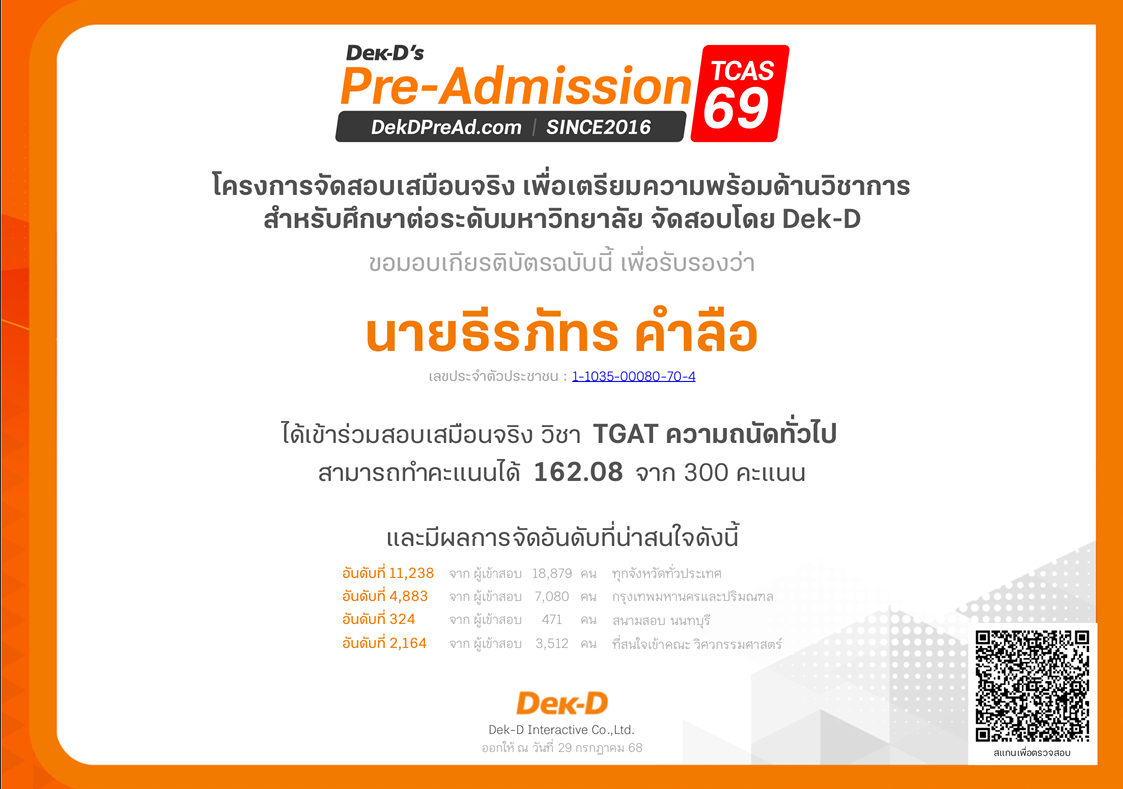 Dek-D's
Pre-Admission
TCAS
69
DekDPreAd.com | SINCE2016
โครงการจัดสอบเสมือนจริง เพื่อเตรียมความพร้อมด้านวิชาการ
สำหรับศึกษาต่อระดับมหาวิทยาลัย จัดสอบโดย Dek-D
ขอมอบเกียรติบัตรฉบับนี้ เพื่อรับรองว่า
นายธีรภัทร คำลือ
เลขประจำตัวประชาชน : 1-1035-00080-70-4
ได้เข้าร่วมสอบเสมือนจริง วิชา TGAT ความถนัดทั่วไป
สามารถทำคะแนนได้ 162.08 จาก 300 คะแนน
และมีผลการจัดอันดับที่น่าสนใจดังนี้
อันดับที่ 11,238 จาก ผู้เข้าสอบ 18,879 คน ทุกจังหวัดทั่วประเทศ
อันดับที่ 4,883 จาก ผู้เข้าสอบ 7,080 คน กรุงเทพมหานครและปริมณฑล
อันดับที่ 324 จาก ผู้เข้าสอบ 471 คน สนามสอบ นนทบุรี
อันดับที่ 2,164 จาก ผู้เข้าสอบ 3,512 คน ที่สนใจเข้าคณะ วิศวกรรมศาสตร์
Dek-D
Dek-D Interactive Co.,Ltd.
ออกให้ ณ วันที่ 29 กรกฎาคม 68
สแกนเพื่อตรวจสอบ